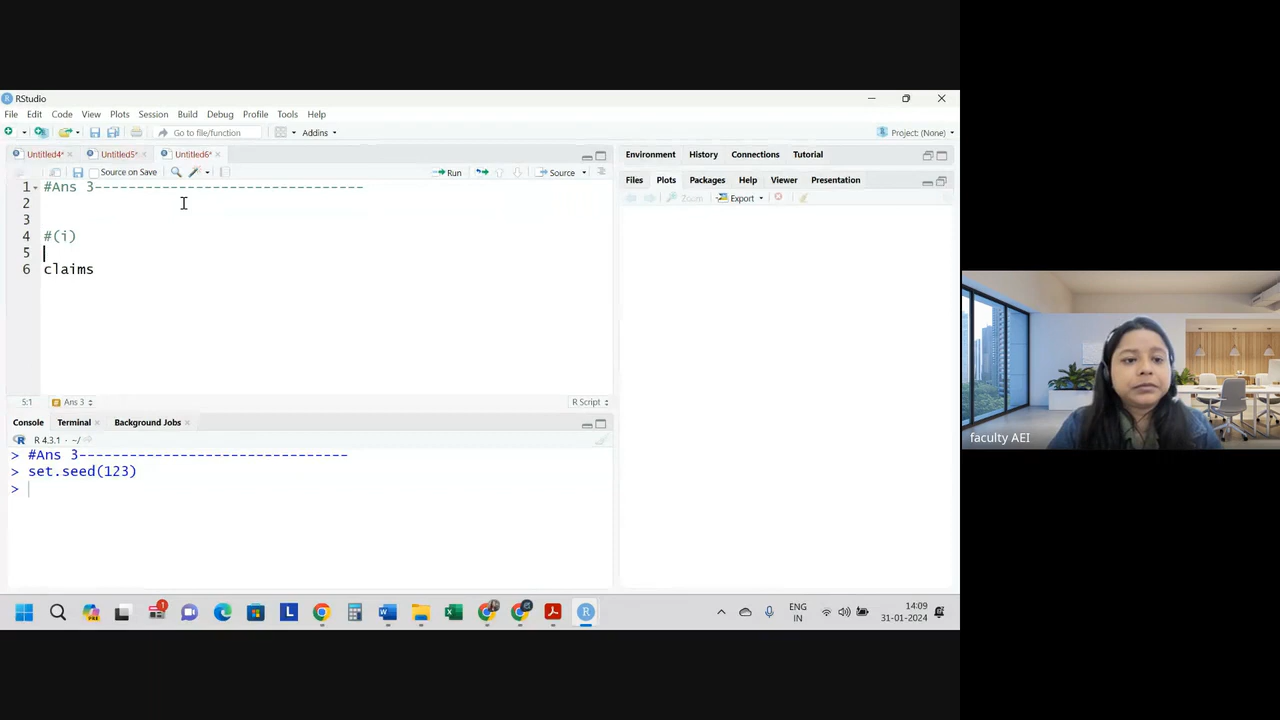 RStudio
File Edit Code View Plots Session Build Debug Profile Tools Help
Go to file/function Addins Project: (None)
Untitled4* Untitled5* Untitled6*
Environment History Connections Tutorial
Source on Save Run Source
Files Plots Packages Help Viewer Presentation
Zoom Export
1 #Ans 3--------------------------------
2
3
4 #(i)
5
6 claims
5:1 Ans 3 R Script
Console Terminal Background Jobs
R 4.3.1 · ~/
> #Ans 3--------------------------------
> set.seed(123)
>
faculty AEI
1
PRE
L
ENG
IN
14:09
31-01-2024